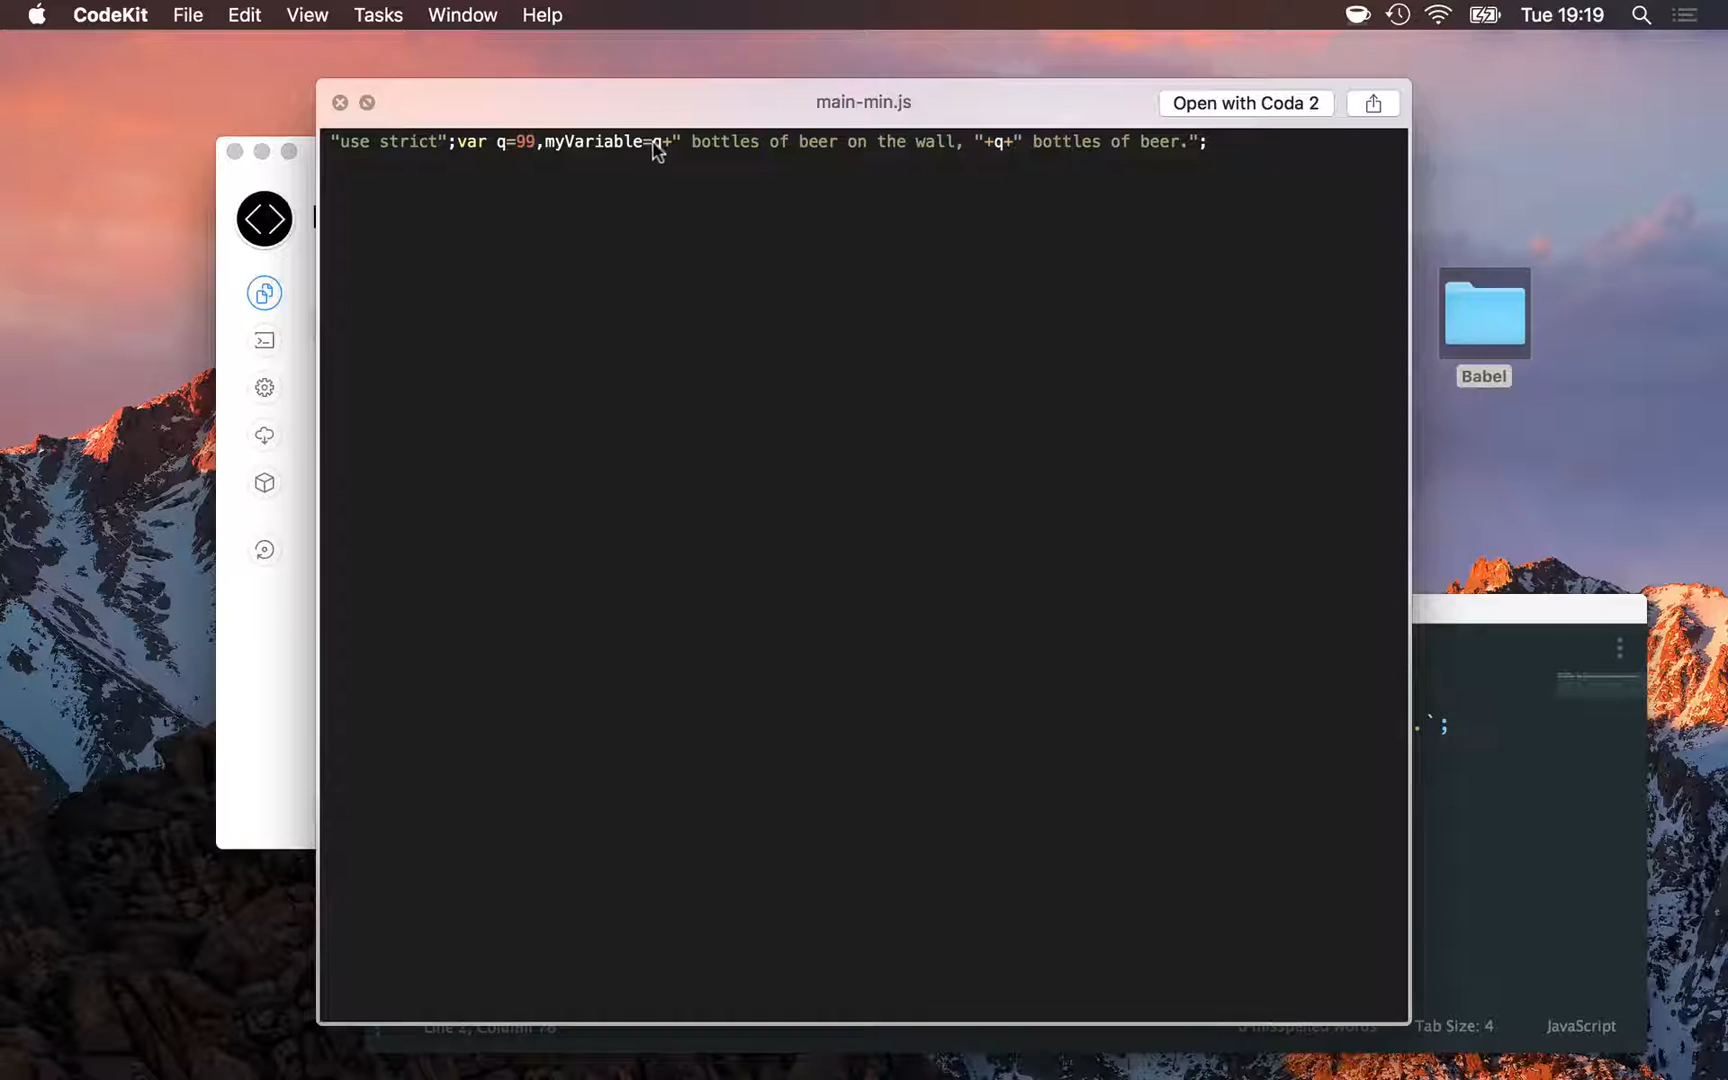 CodeKit File Edit View Tasks Window Help Tue 19:19
main-min.js
Open with Coda 2
"use strict";var q=99,myVariable=q+" bottles of beer on the wall, "+q+" bottles of beer.";
Babel
.`;
Tab Size: 4
JavaScript